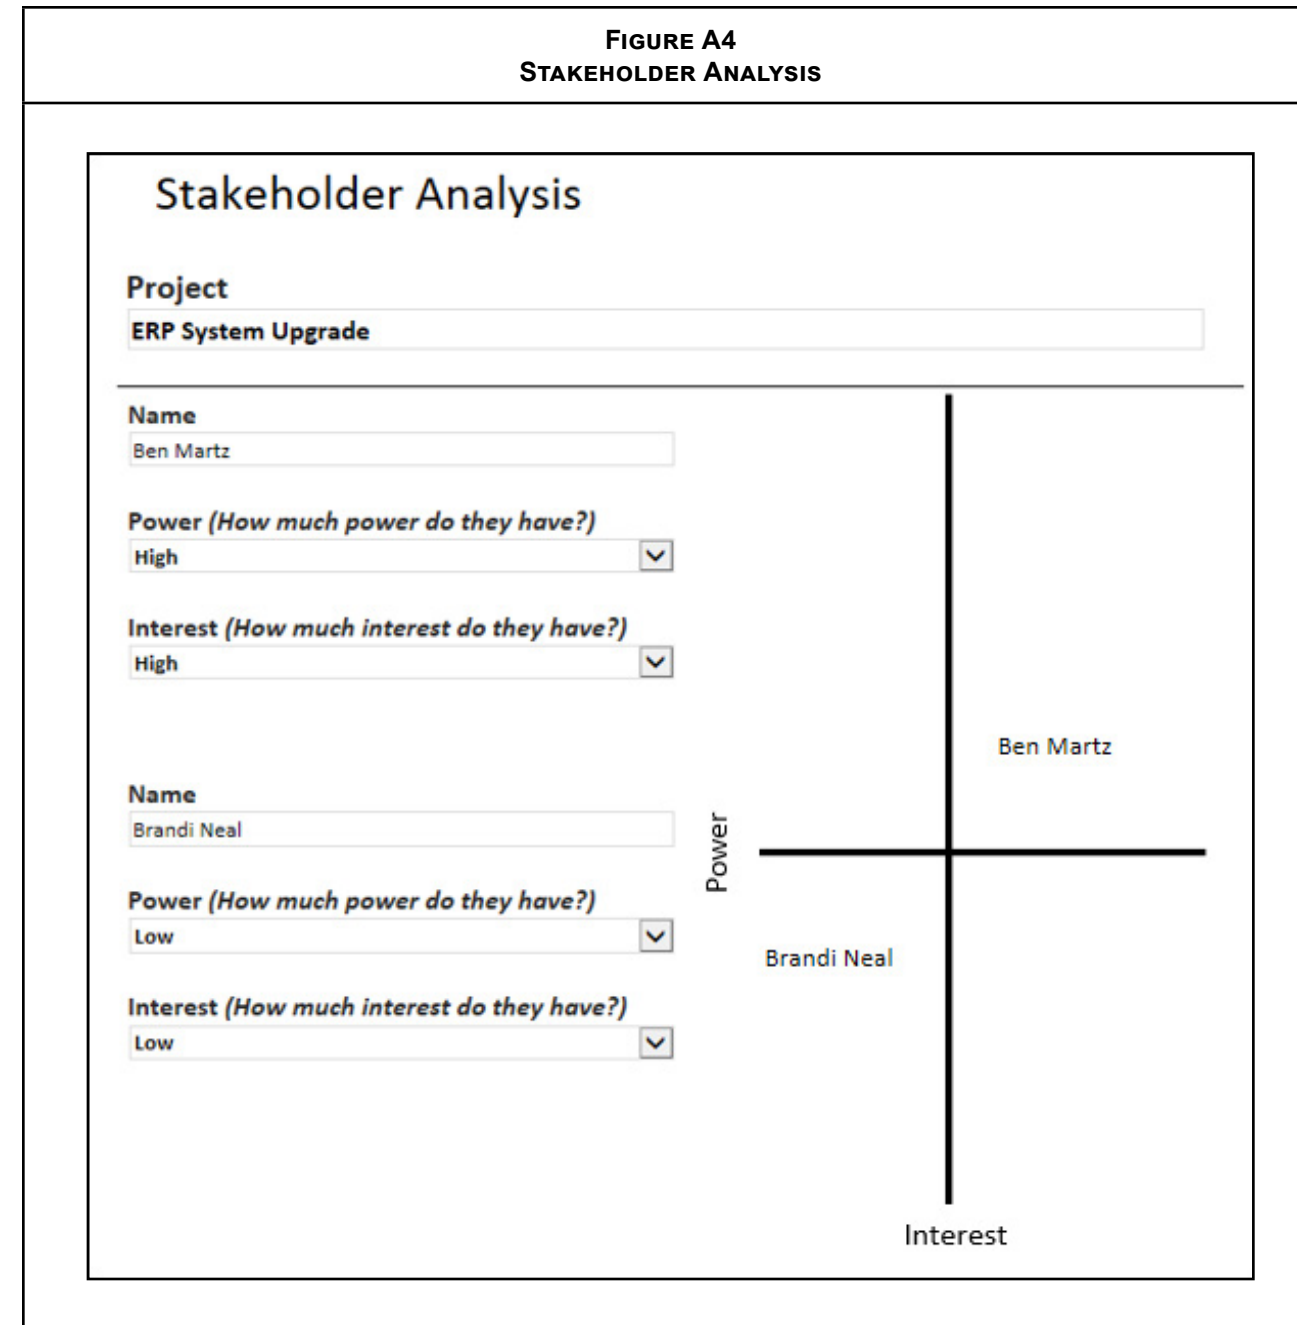 FIGURE A4
STAKEHOLDER ANALYSIS
Stakeholder Analysis
Project
ERP System Upgrade
Name
Ben Martz
Power (How much power do they have?)
High
Interest (How much interest do they have?)
High
Name
Brandi Neal
Power (How much power do they have?)
Low
Interest (How much interest do they have?)
Low
Ben Martz
Power
Brandi Neal
Interest